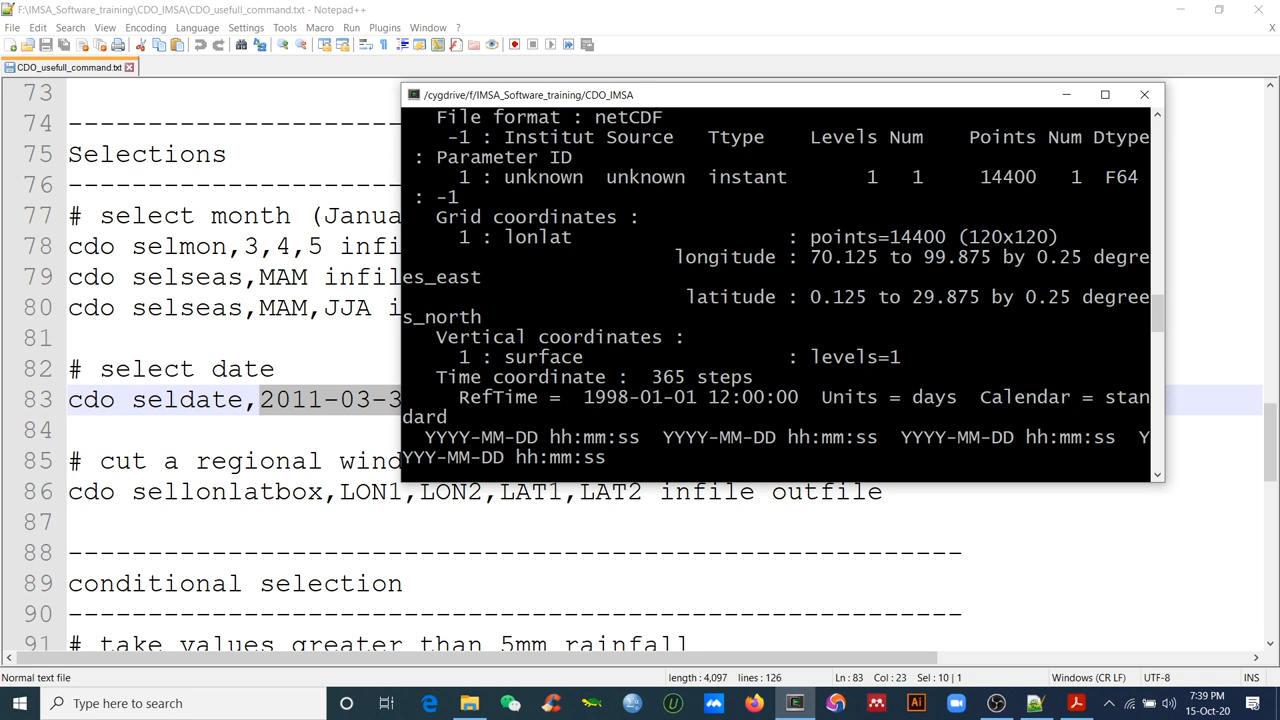 F:\IMSA_Software_training\CDO_IMSA\CDO_usefull_command.txt - Notepad++
File Edit Search View Encoding Language Settings Tools Macro Run Plugins Window ?
X
CDO_usefull_command.txt
73
74 ------------------------------
75 Selections
76 ------------------------------
77 # select month (Janua
78 cdo selmon,3,4,5 infi
79 cdo selseas,MAM infile
80 cdo selseas,MAM,JJA i
81
82 # select date
83 cdo seldate,2011-03-3
84
85 # cut a regional wind
86 cdo sellonlatbox,LON1,LON2,LAT1,LAT2 infile outfile
87
88 --------------------------------------------------------
89 conditional selection
90 --------------------------------------------------------
91 # take values greater than 5mm rainfall
/cygdrive/f/IMSA_Software_training/CDO_IMSA
File format : netCDF
-1 : Institut Source Ttype Levels Num Points Num Dtype
: Parameter ID
1 : unknown unknown instant 1 1 14400 1 F64
: -1
Grid coordinates :
1 : lonlat : points=14400 (120x120)
longitude : 70.125 to 99.875 by 0.25 degre
es_east
latitude : 0.125 to 29.875 by 0.25 degree
s_north
Vertical coordinates :
1 : surface : levels=1
Time coordinate : 365 steps
RefTime = 1998-01-01 12:00:00 Units = days Calendar = stan
dard
YYYY-MM-DD hh:mm:ss YYYY-MM-DD hh:mm:ss YYYY-MM-DD hh:mm:ss Y
YYY-MM-DD hh:mm:ss
Normal text file length : 4,097 lines : 126 Ln : 83 Col : 23 Sel : 10 | 1 Windows (CR LF) UTF-8 INS
Type here to search
7:39 PM
15-Oct-20